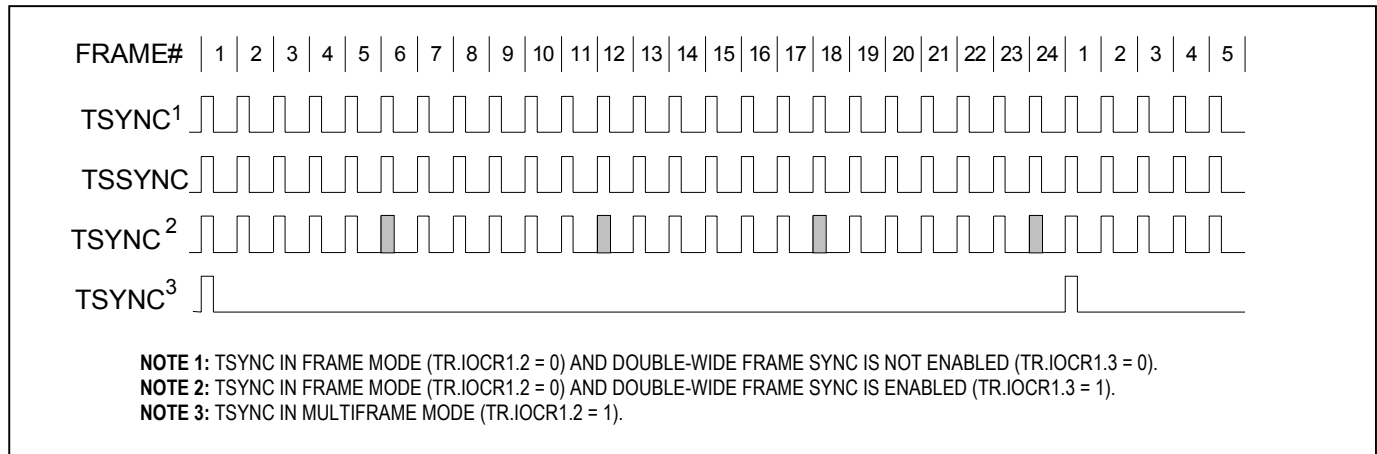 FRAME# 1 2 3 4 5 6 7 8 9 10 11 12 13 14 15 16 17 18 19 20 21 22 23 24 1 2 3 4 5
TSYNC1
TSSYNC
TSYNC2
TSYNC3
NOTE 1: TSYNC IN FRAME MODE (TR.IOCR1.2 = 0) AND DOUBLE-WIDE FRAME SYNC IS NOT ENABLED (TR.IOCR1.3 = 0).
NOTE 2: TSYNC IN FRAME MODE (TR.IOCR1.2 = 0) AND DOUBLE-WIDE FRAME SYNC IS ENABLED (TR.IOCR1.3 = 1).
NOTE 3: TSYNC IN MULTIFRAME MODE (TR.IOCR1.2 = 1).